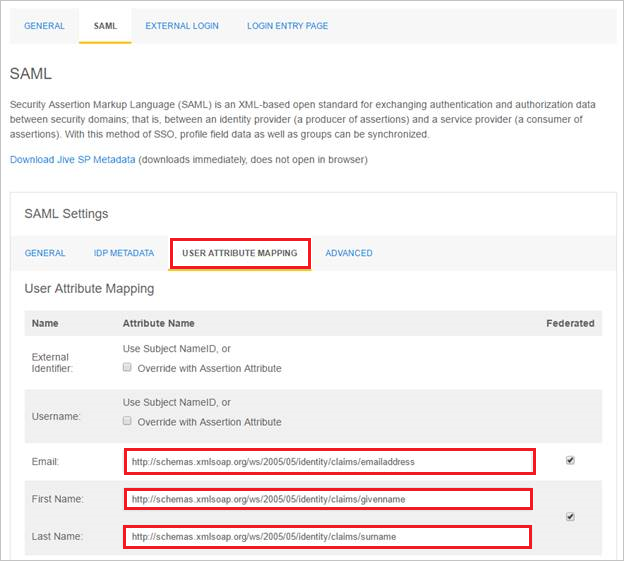 GENERAL SAML EXTERNAL LOGIN LOGIN ENTRY PAGE
SAML
Security Assertion Markup Language (SAML) is an XML-based open standard for exchanging authentication and authorization data
between security domains; that is, between an identity provider (a producer of assertions) and a service provider (a consumer of
assertions). With this method of SSO, profile field data as well as groups can be synchronized.
Download Jive SP Metadata (downloads immediately, does not open in browser)
SAML Settings
GENERAL IDP METADATA USER ATTRIBUTE MAPPING ADVANCED
User Attribute Mapping
Name Attribute Name Federated
External
Identifier:
Use Subject NameID, or
Override with Assertion Attribute
Username:
Use Subject NameID, or
Override with Assertion Attribute
Email: http://schemas.xmlsoap.org/ws/2005/05/identity/claims/emailaddress
First Name: http://schemas.xmlsoap.org/ws/2005/05/identity/claims/givenname
Last Name: http://schemas.xmlsoap.org/ws/2005/05/identity/claims/surname